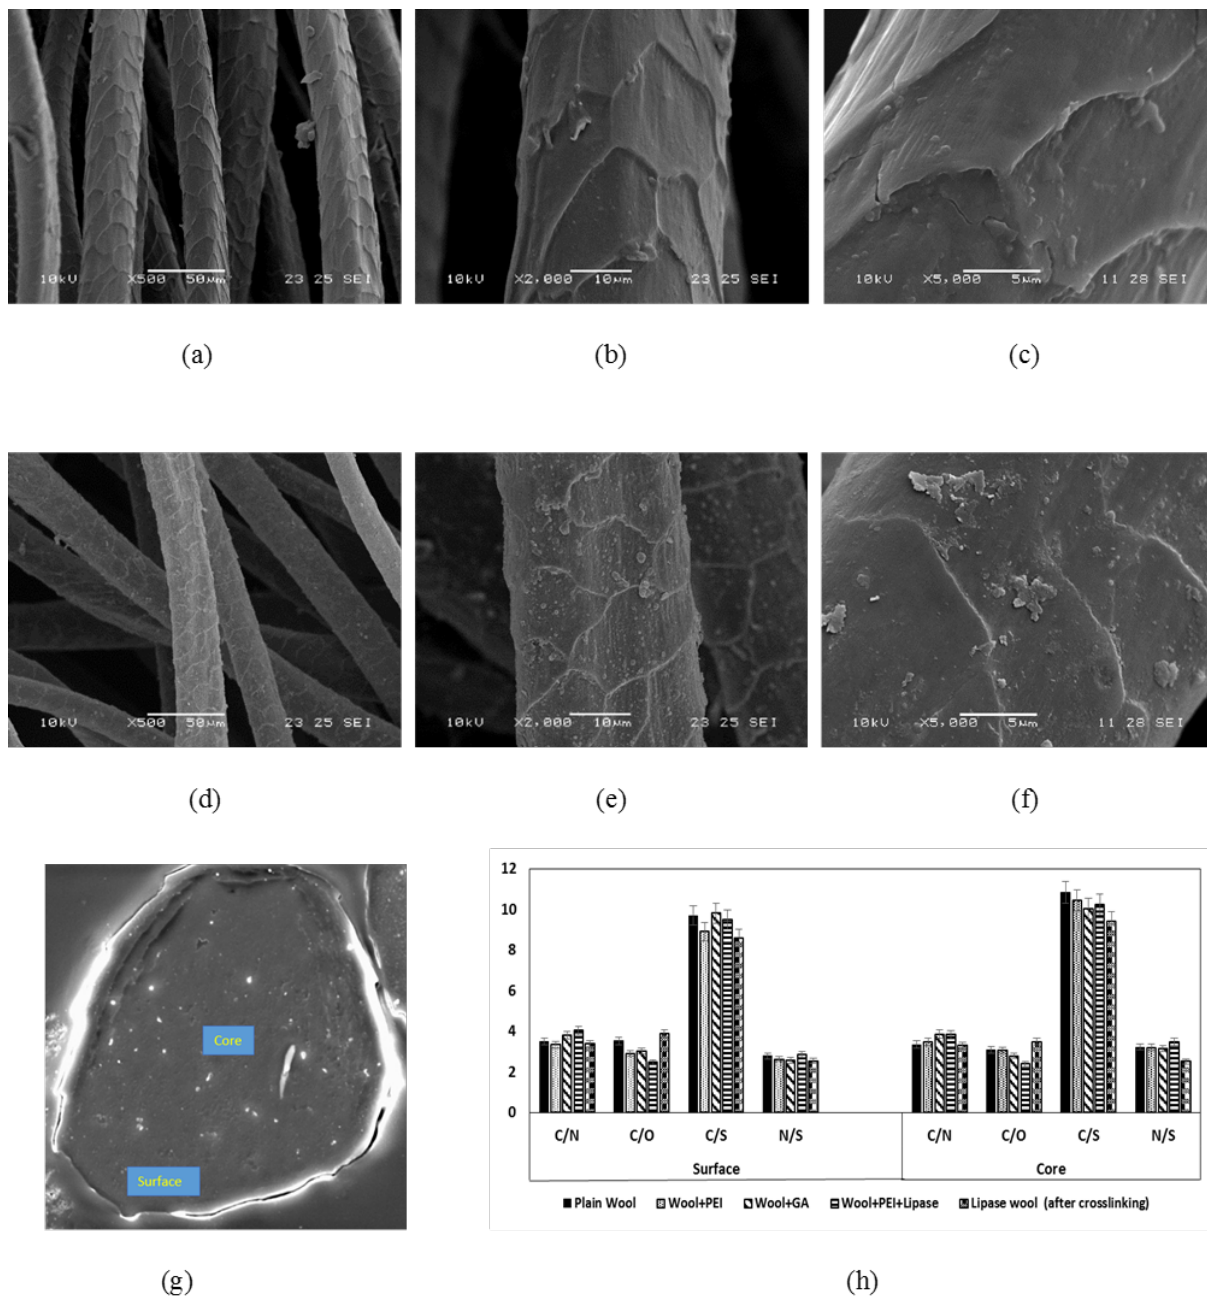 10kV X500 50μm 23 25 SEI
10kV X2,000 10μm 23 25 SEI
10kV X5,000 5μm 11 28 SEI
(a)
(b)
(c)
10kV X500 50μm 23 25 SEI
10kV X2,000 10μm 23 25 SEI
10kV X5,000 5μm 11 28 SEI
(d)
(e)
(f)
Core
Surface
(g)
12
10
8
6
4
2
0
C/N C/O C/S N/S C/N C/O C/S N/S
Surface Core
Plain Wool Wool+PEI Wool+GA Wool+PEI+Lipase Lipase wool (after crosslinking)
(h)